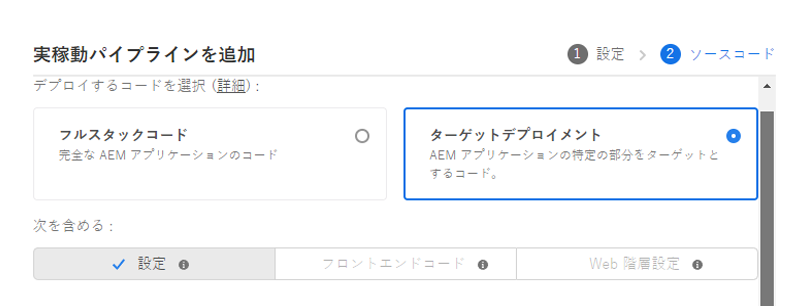 実稼動パイプラインを追加
1 設定 > 2 ソースコード
デプロイするコードを選択 (詳細) :
フルスタックコード
完全な AEM アプリケーションのコード
ターゲットデプロイメント
AEM アプリケーションの特定の部分をターゲットと
するコード。
次を含める :
設定
フロントエンドコード
Web 階層設定